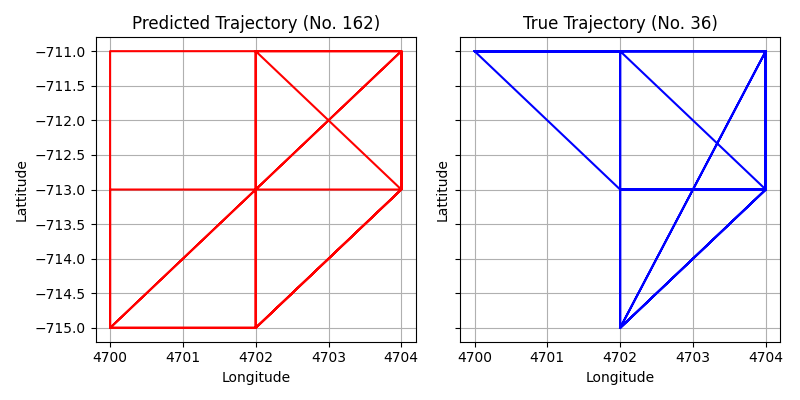 Predicted Trajectory (No. 162)
True Trajectory (No. 36)
−711.0
−711.5
−712.0
−712.5
−713.0
−713.5
−714.0
−714.5
−715.0
Lattitude
Lattitude
4700 4701 4702 4703 4704
4700 4701 4702 4703 4704
Longitude
Longitude